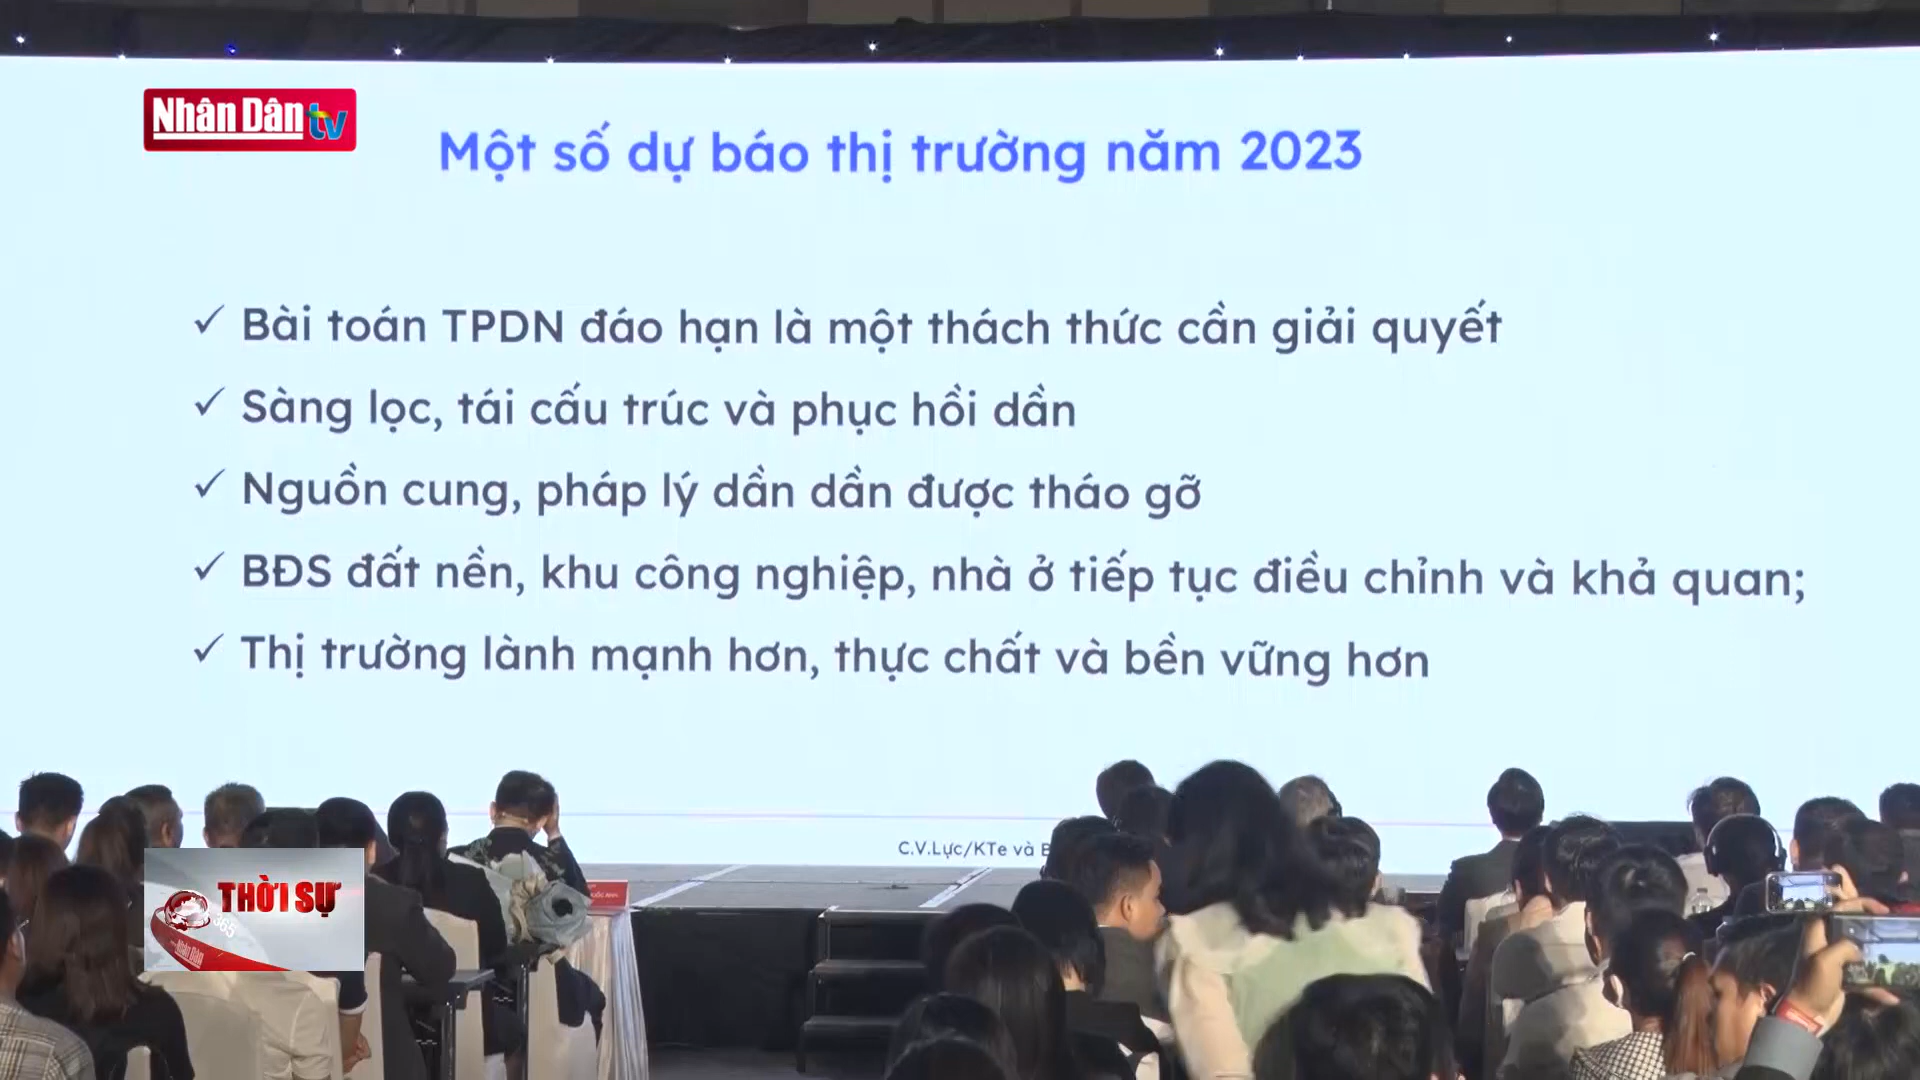 Nhân Dân tv
Một số dự báo thị trường năm 2023
✓ Bài toán TPDN đáo hạn là một thách thức cần giải quyết
✓ Sàng lọc, tái cấu trúc và phục hồi dần
✓ Nguồn cung, pháp lý dần dần được tháo gỡ
✓ BĐS đất nền, khu công nghiệp, nhà ở tiếp tục điều chỉnh và khả quan;
✓ Thị trường lành mạnh hơn, thực chất và bền vững hơn
C.V.Lực/KTe và
THỜI SỰ
365
NHÂN DÂN